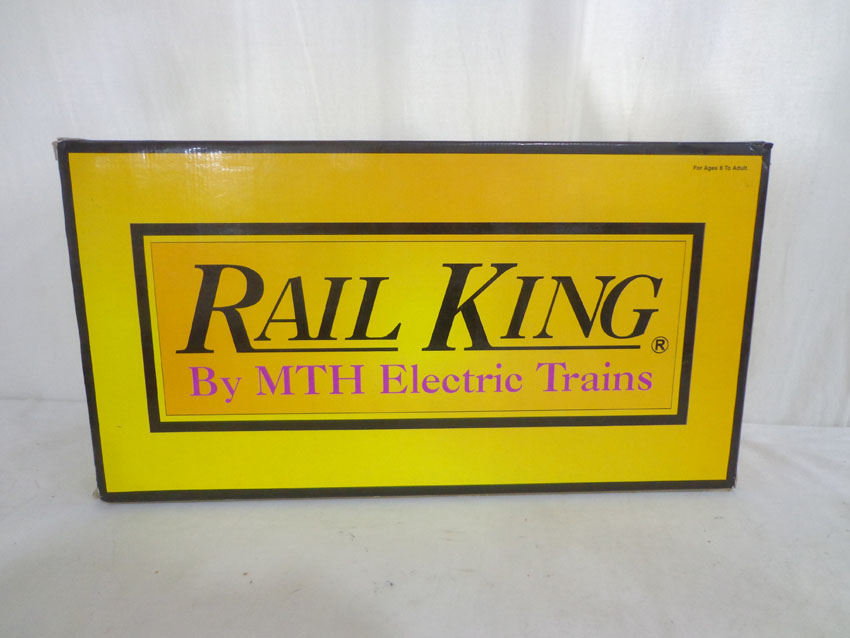 For Ages 8 To Adult
RAIL KING®
By MTH Electric Trains